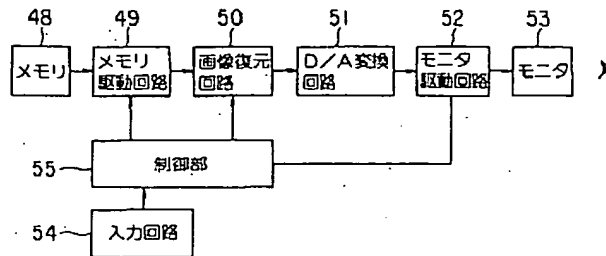 48 49 50 51 52 53
メモリ
メモリ
駆動回路
画像復元
回路
D/A変換
回路
モニタ
駆動回路
モニタ
55
制御部
54
入力回路